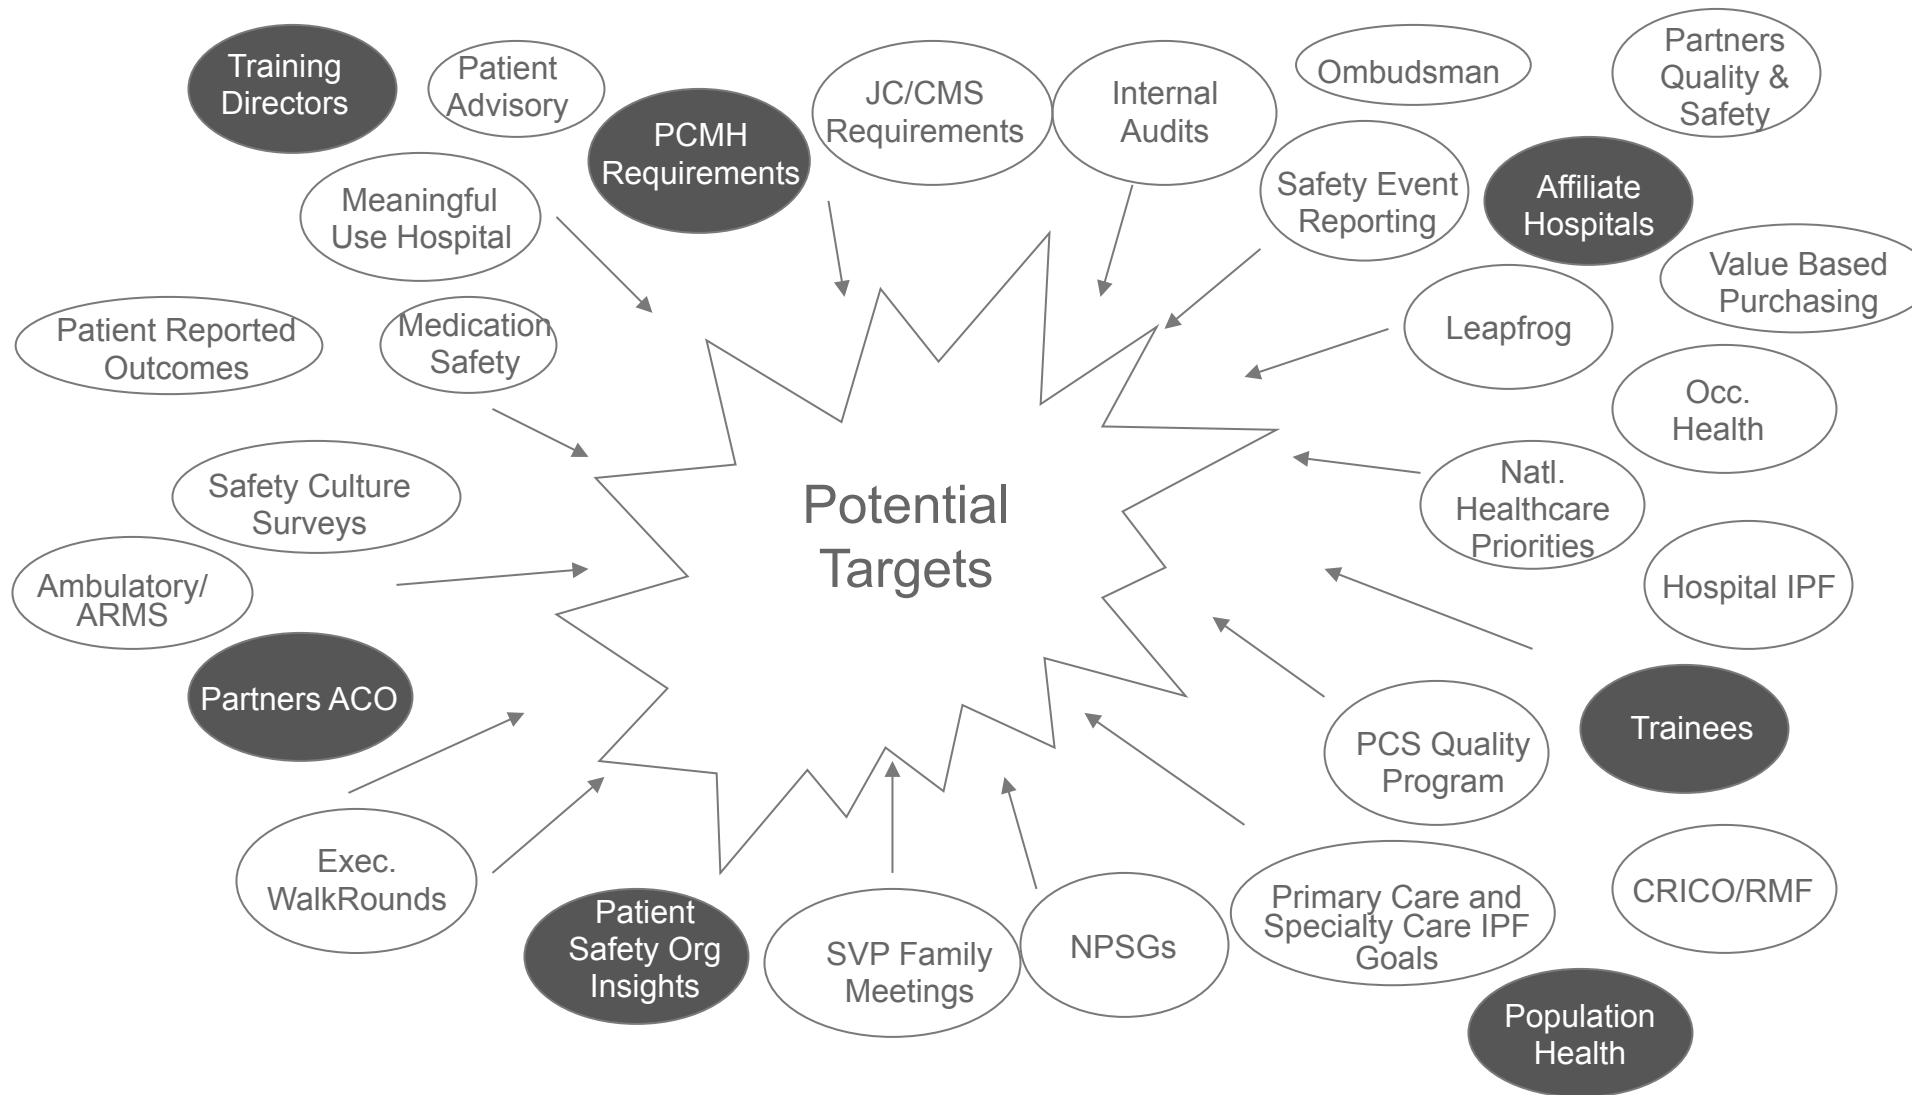 Training
Directors
Patient
Advisory
PCMH
Requirements
JC/CMS
Requirements
Internal
Audits
Ombudsman
Partners
Quality &
Safety
Meaningful
Use Hospital
Safety Event
Reporting
Affiliate
Hospitals
Value Based
Purchasing
Patient Reported
Outcomes
Medication
Safety
Leapfrog
Occ.
Health
Safety Culture
Surveys
Potential
Targets
Natl.
Healthcare
Priorities
Ambulatory/
ARMS
Hospital IPF
Partners ACO
PCS Quality
Program
Trainees
Exec.
WalkRounds
Patient
Safety Org
Insights
SVP Family
Meetings
NPSGs
Primary Care and
Specialty Care IPF
Goals
CRICO/RMF
Population
Health